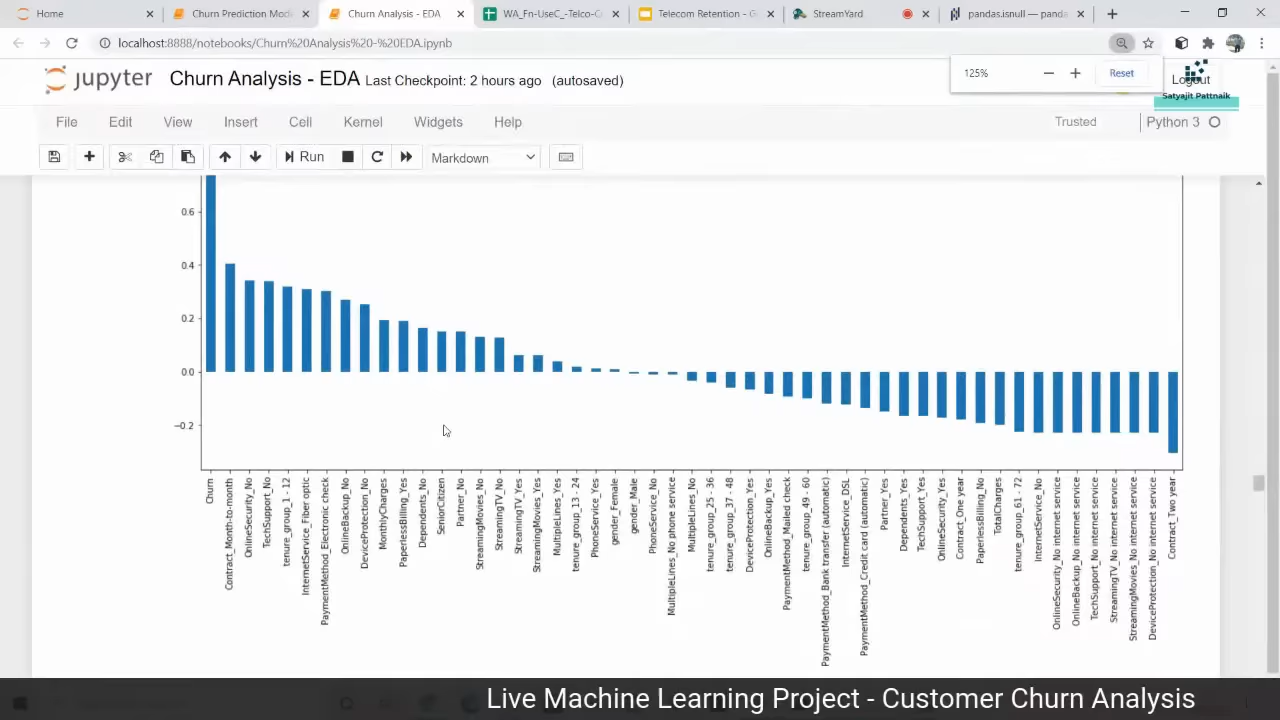 Home
Churn Prediction Mode
Churn Analysis - EDA
WA_Fn-UseC_-Telco-C
Telecom Retention - G
StreamYard
pandas.isnull — panda
localhost:8888/notebooks/Churn%20Analysis%20-%20EDA.ipynb
125%
Reset
jupyter
Churn Analysis - EDA
Last Checkpoint: 2 hours ago (autosaved)
Logout
Satyajit Pattnaik
File Edit View Insert Cell Kernel Widgets Help
Trusted
Python 3
Run
Markdown
0.6
0.4
0.2
0.0
−0.2
Churn
Contract_Month-to-month
OnlineSecurity_No
TechSupport_No
tenure_group_1 - 12
InternetService_Fiber optic
PaymentMethod_Electronic check
OnlineBackup_No
DeviceProtection_No
MonthlyCharges
PaperlessBilling_Yes
Dependents_No
SeniorCitizen
Partner_No
StreamingMovies_No
StreamingTV_No
StreamingTV_Yes
StreamingMovies_Yes
MultipleLines_Yes
tenure_group_13 - 24
PhoneService_Yes
gender_Female
gender_Male
PhoneService_No
MultipleLines_No phone service
MultipleLines_No
tenure_group_25 - 36
tenure_group_37 - 48
DeviceProtection_Yes
OnlineBackup_Yes
PaymentMethod_Mailed check
tenure_group_49 - 60
PaymentMethod_Bank transfer (automatic)
InternetService_DSL
PaymentMethod_Credit card (automatic)
Partner_Yes
Dependents_Yes
TechSupport_Yes
OnlineSecurity_Yes
Contract_One year
PaperlessBilling_No
TotalCharges
tenure_group_61 - 72
InternetService_No
OnlineSecurity_No internet service
OnlineBackup_No internet service
TechSupport_No internet service
StreamingTV_No internet service
StreamingMovies_No internet service
DeviceProtection_No internet service
Contract_Two year
Live Machine Learning Project - Customer Churn Analysis